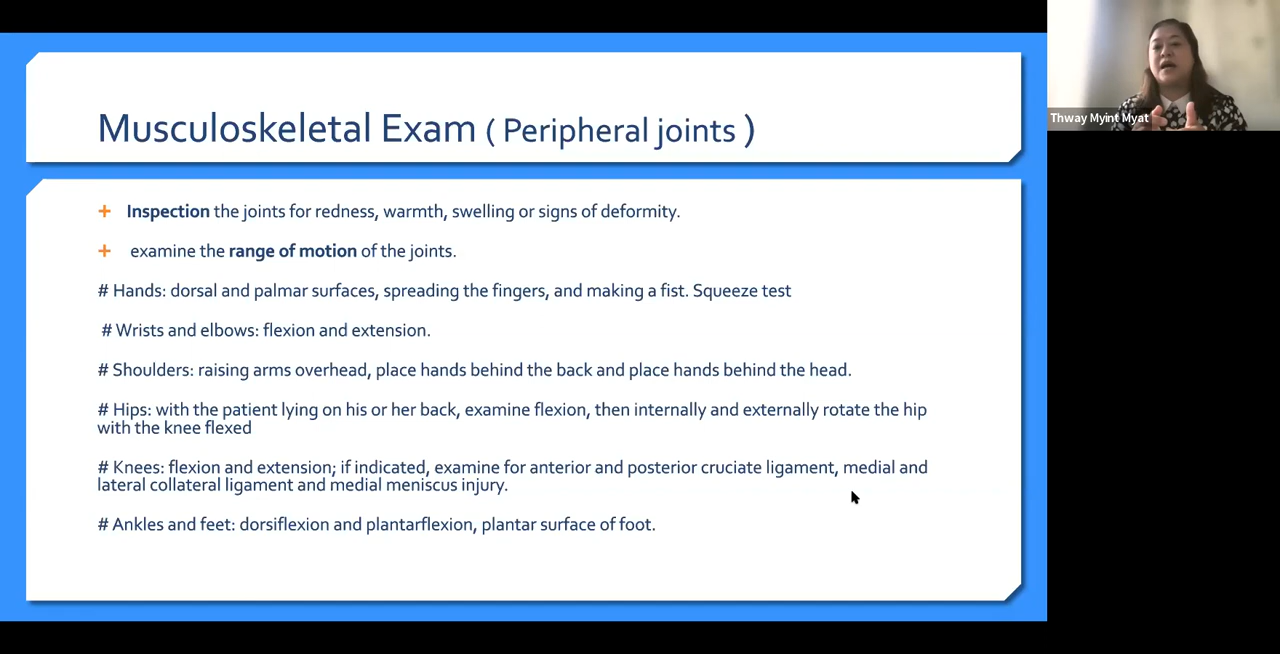 Musculoskeletal Exam ( Peripheral joints )
Thway Myint Myat
+ Inspection the joints for redness, warmth, swelling or signs of deformity.
+ examine the range of motion of the joints.
# Hands: dorsal and palmar surfaces, spreading the fingers, and making a fist. Squeeze test
# Wrists and elbows: flexion and extension.
# Shoulders: raising arms overhead, place hands behind the back and place hands behind the head.
# Hips: with the patient lying on his or her back, examine flexion, then internally and externally rotate the hip
with the knee flexed
# Knees: flexion and extension; if indicated, examine for anterior and posterior cruciate ligament, medial and
lateral collateral ligament and medial meniscus injury.
# Ankles and feet: dorsiflexion and plantarflexion, plantar surface of foot.